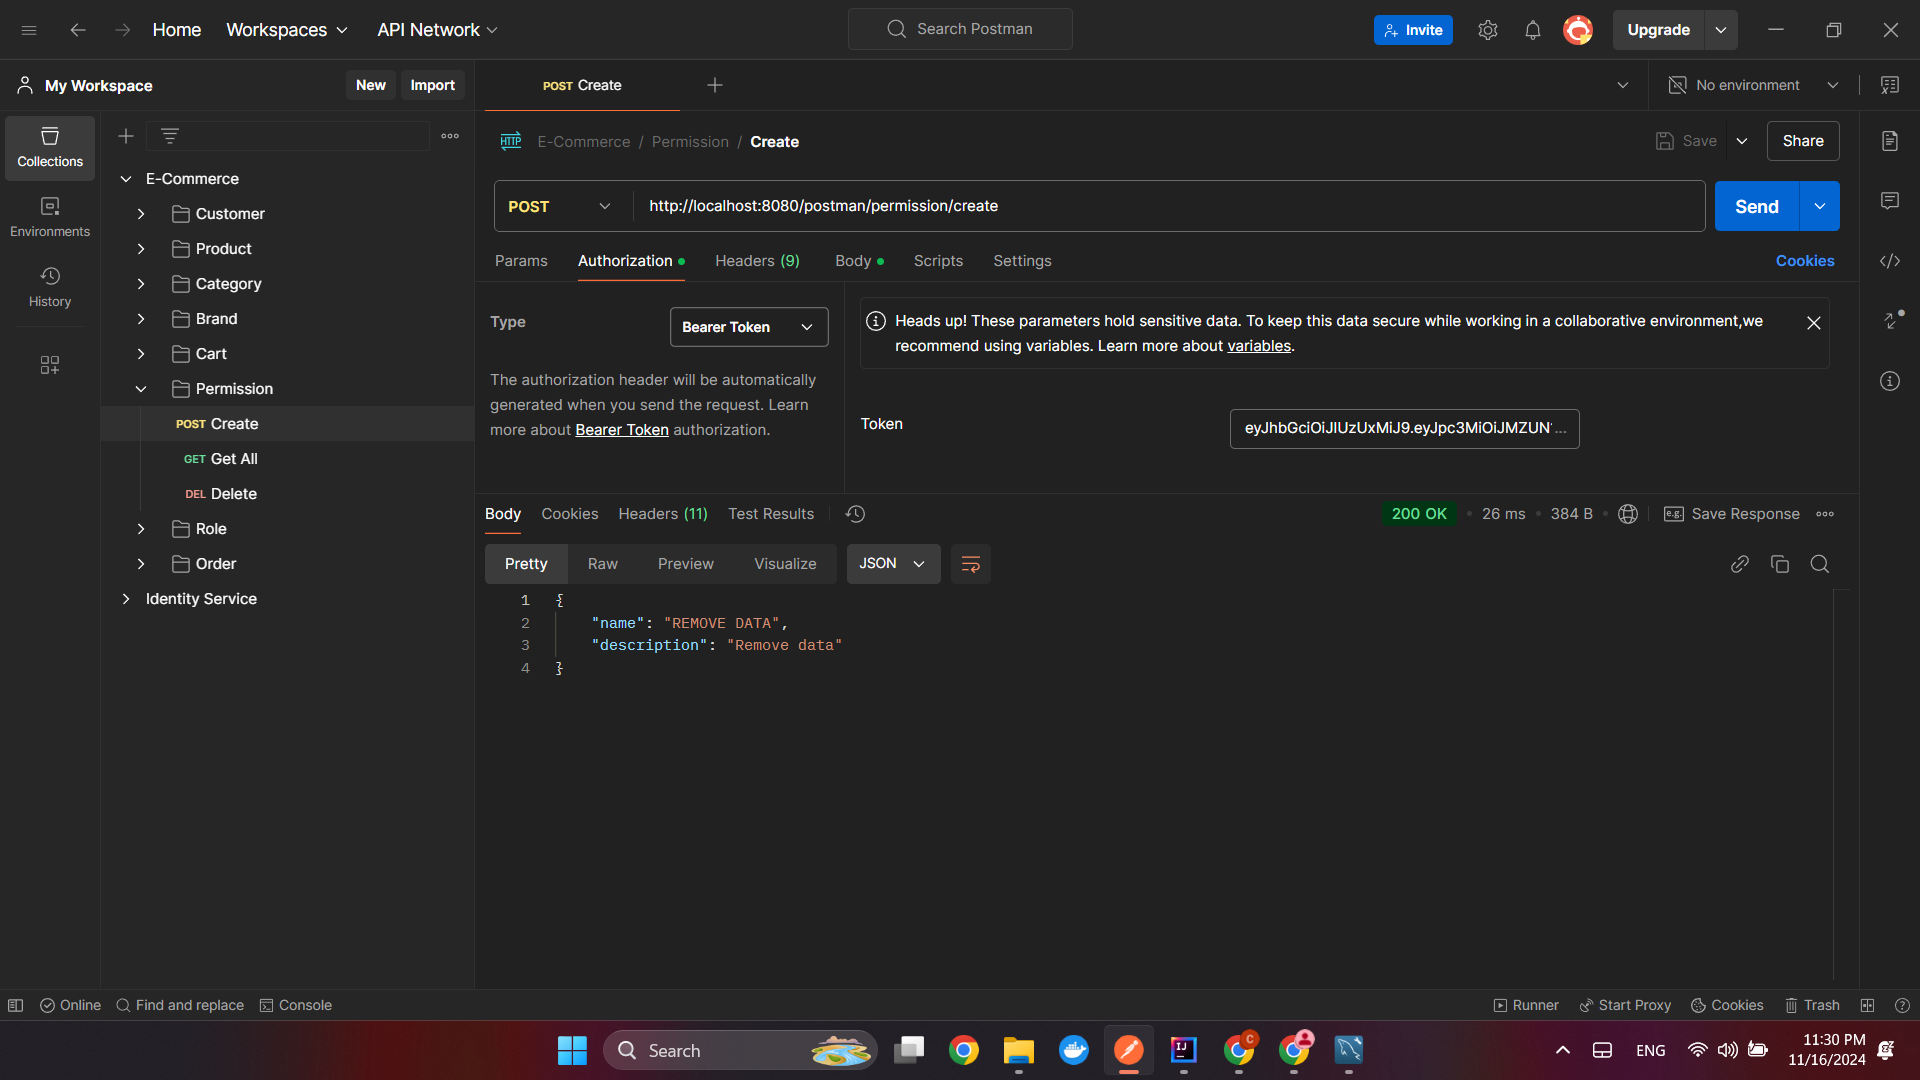 Home Workspaces API Network Search Postman Invite Upgrade
My Workspace New Import POST Create No environment
Collections
Environments
History
E-Commerce
Customer
Product
Category
Brand
Cart
Permission
POST Create
GET Get All
DEL Delete
Role
Order
Identity Service
HTTP E-Commerce / Permission / Create Save Share
POST http://localhost:8080/postman/permission/create Send
Params Authorization Headers (9) Body Scripts Settings Cookies
Type Bearer Token
The authorization header will be automatically
generated when you send the request. Learn
more about Bearer Token authorization.
Heads up! These parameters hold sensitive data. To keep this data secure while working in a collaborative environment,we
recommend using variables. Learn more about variables.
Token eyJhbGciOiJIUzUxMiJ9.eyJpc3MiOiJMZUN ...
Body Cookies Headers (11) Test Results 200 OK 26 ms 384 B e.g. Save Response
Pretty Raw Preview Visualize JSON
1 {
2 "name": "REMOVE DATA",
3 "description": "Remove data"
4 }
Online Find and replace Console Runner Start Proxy Cookies Trash
Search IJ C ENG 11:30 PM
11/16/2024